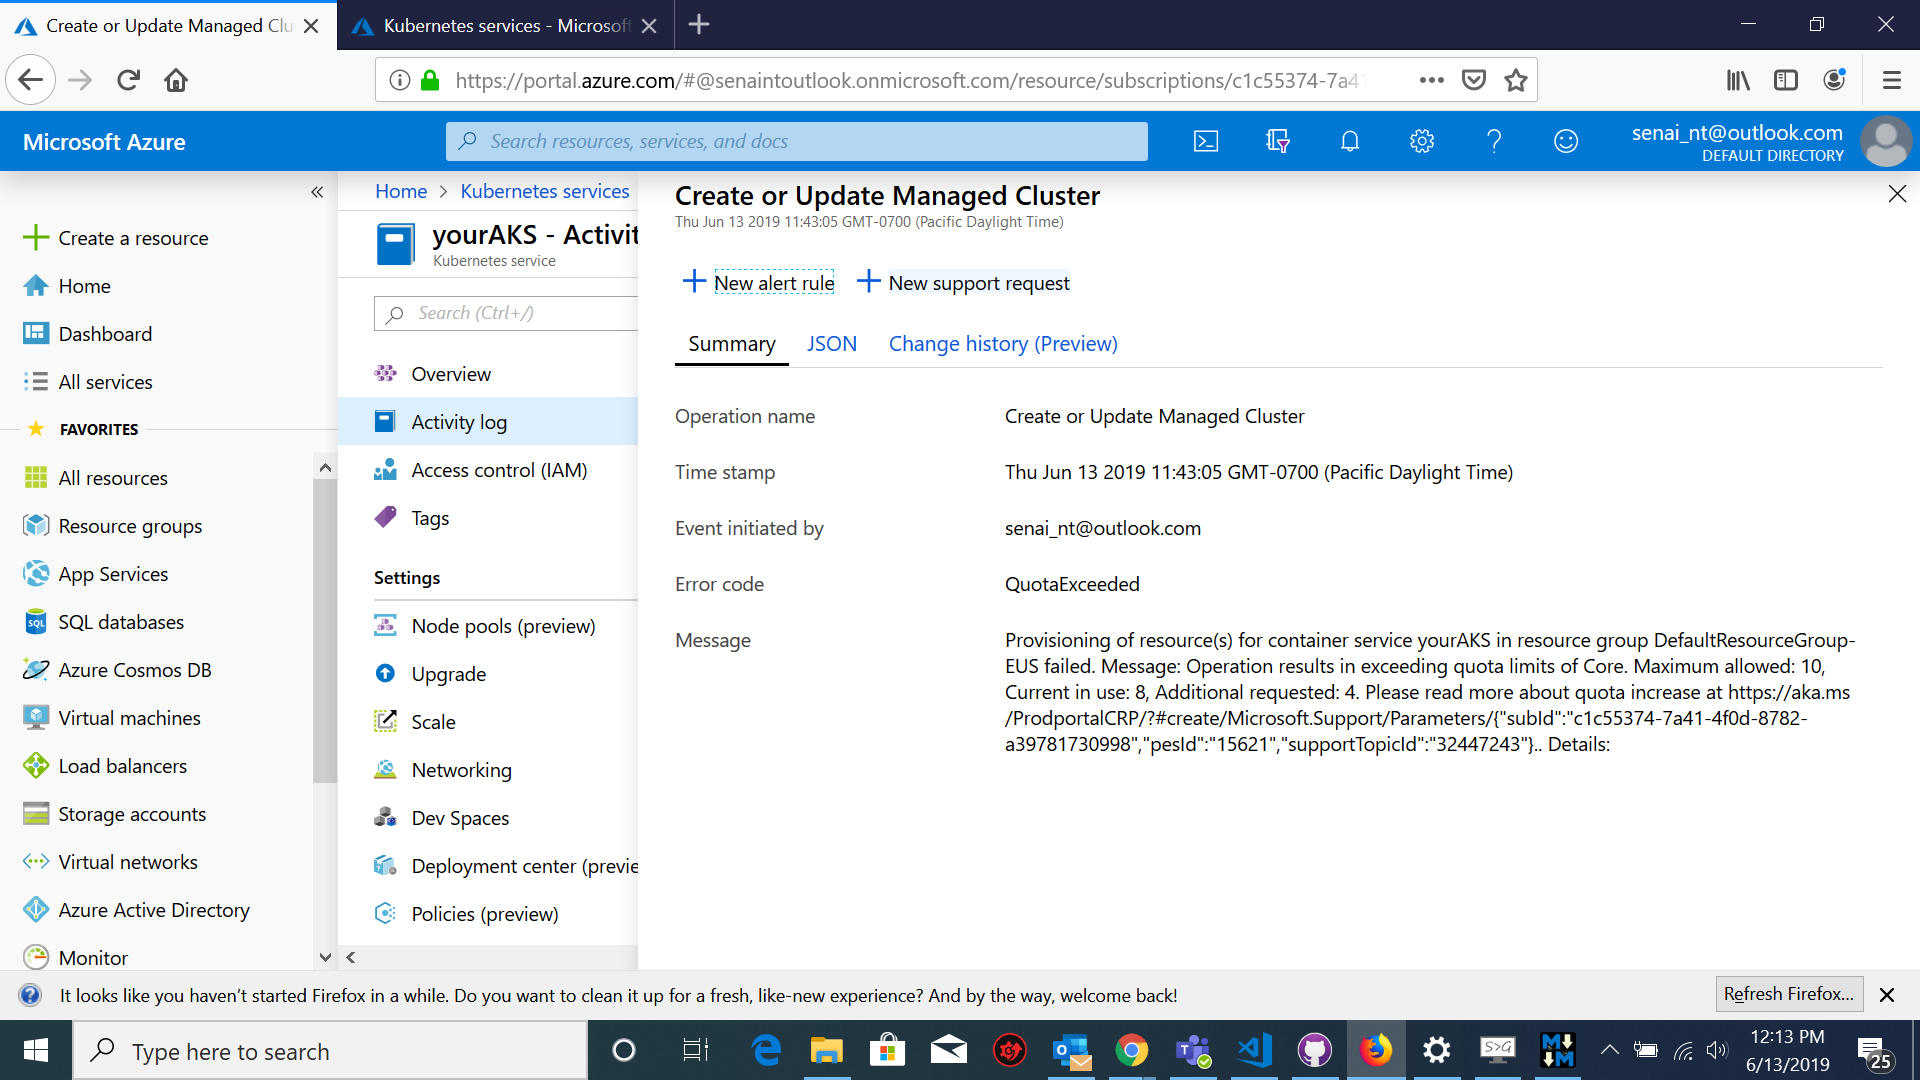 Create or Update Managed Clu
Kubernetes services - Microsoft
https://portal.azure.com/#@senaintoutlook.onmicrosoft.com/resource/subscriptions/c1c55374-7a41
Microsoft Azure
Search resources, services, and docs
senai_nt@outlook.com
DEFAULT DIRECTORY
Create a resource
Home
Dashboard
All services
FAVORITES
All resources
Resource groups
App Services
SQL databases
Azure Cosmos DB
Virtual machines
Load balancers
Storage accounts
Virtual networks
Azure Active Directory
Monitor
Home > Kubernetes services
yourAKS - Activit
Kubernetes service
Search (Ctrl+/)
Overview
Activity log
Access control (IAM)
Tags
Settings
Node pools (preview)
Upgrade
Scale
Networking
Dev Spaces
Deployment center (previe
Policies (preview)
Create or Update Managed Cluster
Thu Jun 13 2019 11:43:05 GMT-0700 (Pacific Daylight Time)
New alert rule
New support request
Summary JSON Change history (Preview)
Operation name Create or Update Managed Cluster
Time stamp Thu Jun 13 2019 11:43:05 GMT-0700 (Pacific Daylight Time)
Event initiated by senai_nt@outlook.com
Error code QuotaExceeded
Message Provisioning of resource(s) for container service yourAKS in resource group DefaultResourceGroup-
EUS failed. Message: Operation results in exceeding quota limits of Core. Maximum allowed: 10,
Current in use: 8, Additional requested: 4. Please read more about quota increase at https://aka.ms
/ProdportalCRP/?#create/Microsoft.Support/Parameters/{"subId":"c1c55374-7a41-4f0d-8782-
a39781730998","pesId":"15621","supportTopicId":"32447243"}.. Details:
It looks like you haven't started Firefox in a while. Do you want to clean it up for a fresh, like-new experience? And by the way, welcome back!
Refresh Firefox...
Type here to search
S>G
12:13 PM
6/13/2019
25